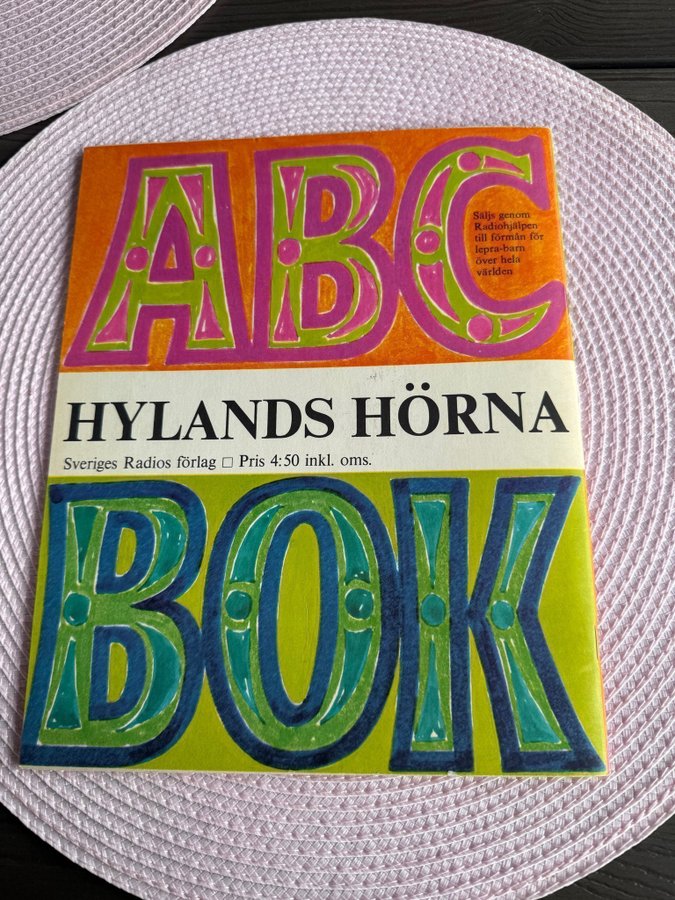 ABC
Säljs genom
Radiohjälpen
till förmån för
lepra-barn
över hela
världen
HYLANDS HÖRNA
Sveriges Radios förlag □ Pris 4:50 inkl. oms.
BOK